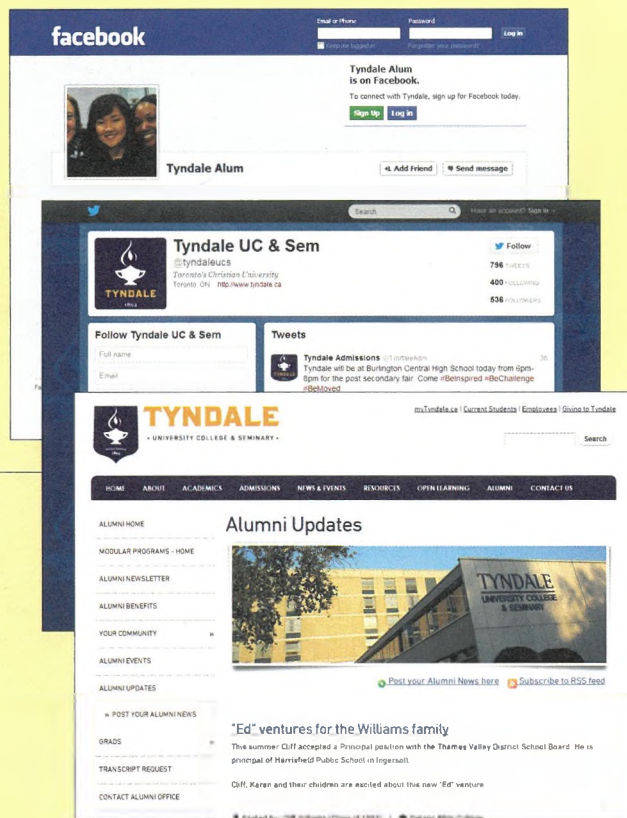 facebook
Email or Phone
Password
Log in
Keep me logged in
Forgotten your password?
Tyndale Alum
is on Facebook.
To connect with Tyndale, sign up for Facebook today.
Sign Up
Log in
Tyndale Alum
Add Friend
Send message
Search
Have an account? Sign in
TYNDALE
1894
Tyndale UC & Sem
@tyndaleucs
Toronto's Christian University
Toronto, ON http://www.tyndale.ca
Follow
796 TWEETS
400 FOLLOWING
536 FOLLOWERS
Follow Tyndale UC & Sem
Full name
Email
Tweets
Tyndale Admissions @TyndaleAdm
3h
Tyndale will be at Burlington Central High School today from 6pm-
8pm for the post secondary fair. Come #BeInspired #BeChallenge
#BeMoved
TYNDALE
• UNIVERSITY COLLEGE & SEMINARY •
myTyndale.ca | Current Students | Employees | Giving to Tyndale
Search
HOME ABOUT ACADEMICS ADMISSIONS NEWS & EVENTS RESOURCES OPEN LEARNING ALUMNI CONTACT US
ALUMNI HOME
MODULAR PROGRAMS - HOME
ALUMNI NEWSLETTER
ALUMNI BENEFITS
YOUR COMMUNITY »
ALUMNI EVENTS
ALUMNI UPDATES
» POST YOUR ALUMNI NEWS
GRADS »
TRANSCRIPT REQUEST
CONTACT ALUMNI OFFICE
Alumni Updates
TYNDALE
UNIVERSITY COLLEGE
& SEMINARY
Post your Alumni News here
Subscribe to RSS feed
"Ed" ventures for the Williams family
This summer Cliff accepted a Principal position with the Thames Valley District School Board. He is
principal of Harrisfield Public School in Ingersoll.
Cliff, Karen and their children are excited about this new "Ed" venture